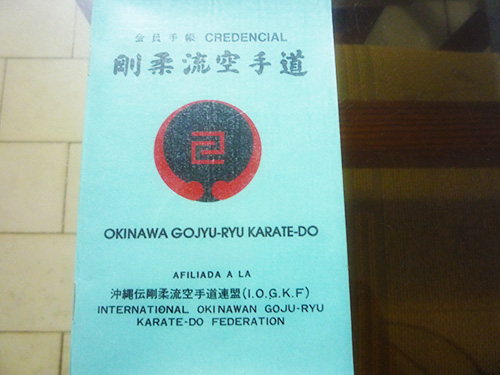 会員手帳 CREDENCIAL
剛柔流空手道
OKINAWA GOJYU-RYU KARATE-DO
AFILIADA A LA
沖縄伝剛柔流空手道連盟(I.O.G.K.F)
INTERNATIONAL OKINAWAN GOJU-RYU
KARATE-DO FEDERATION